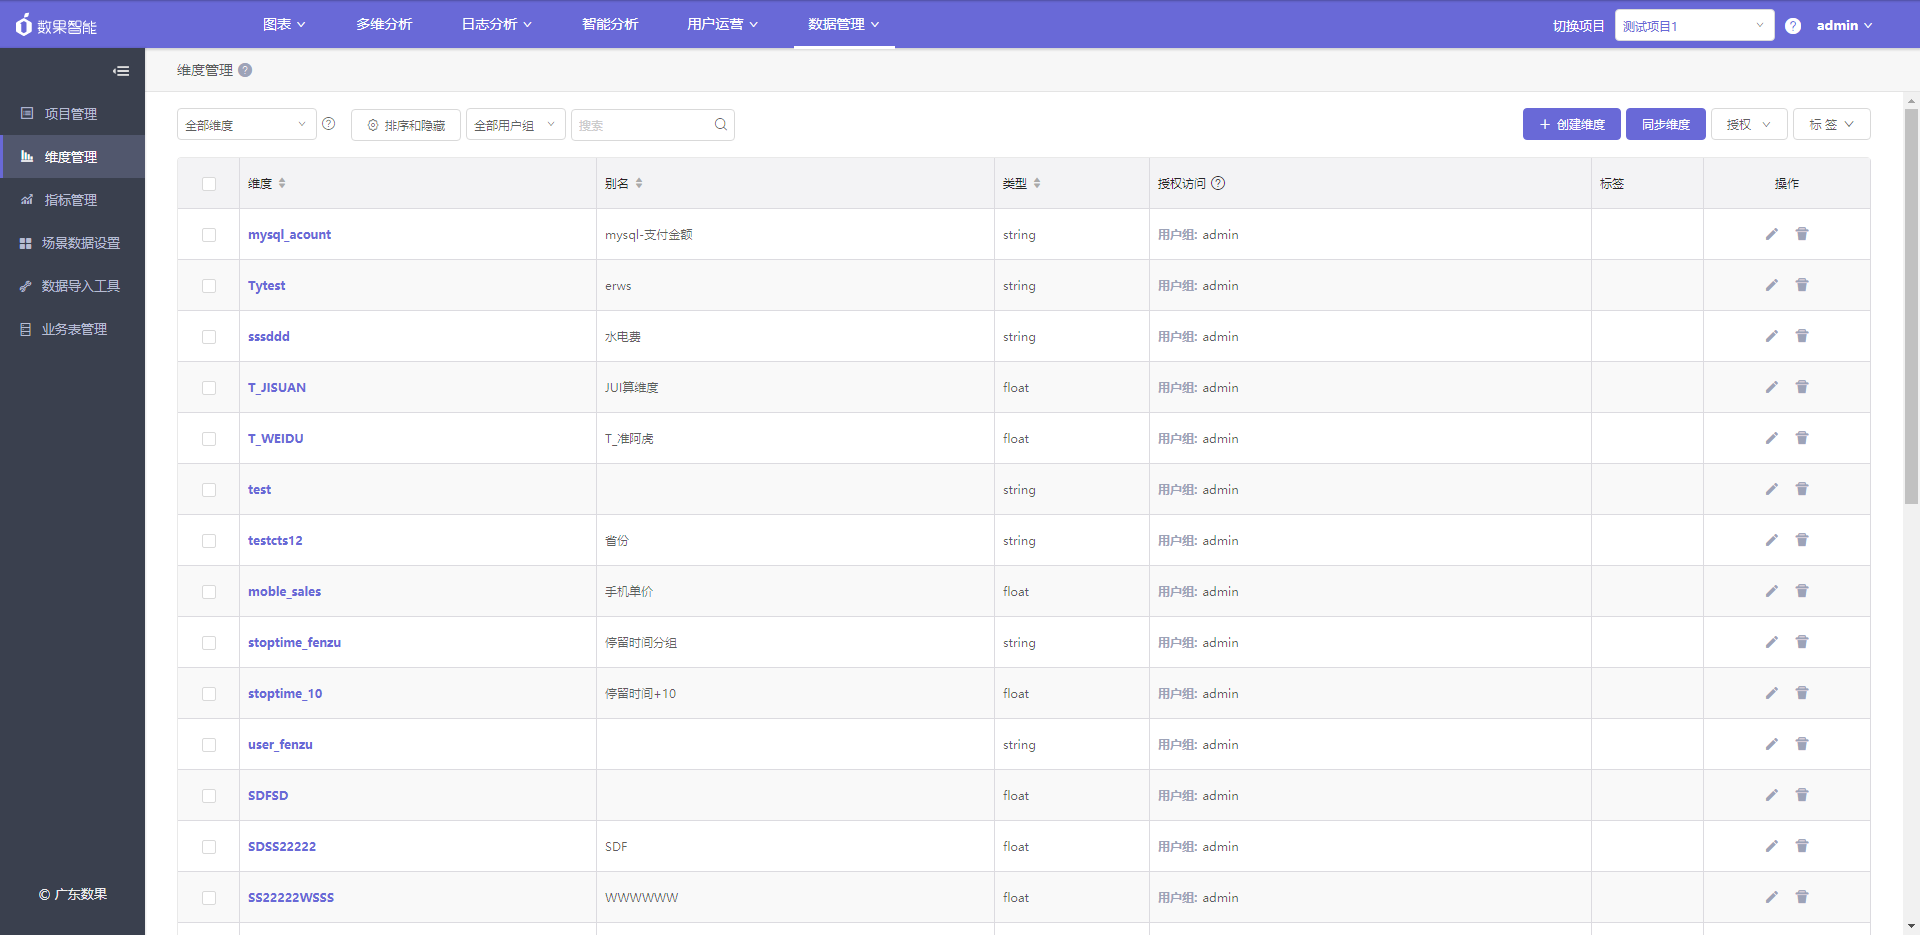 数果智能
图表
多维分析
日志分析
智能分析
用户运营
数据管理
切换项目
测试项目1
admin
项目管理
维度管理
指标管理
场景数据设置
数据导入工具
业务表管理
© 广东数果
维度管理
全部维度
排序和隐藏
全部用户组
搜索
+ 创建维度
同步维度
授权
标签
维度 别名 类型 授权访问 标签 操作
mysql_acount mysql-支付金额 string 用户组: admin
Tytest erws string 用户组: admin
sssddd 水电费 string 用户组: admin
T_JISUAN JUI算维度 float 用户组: admin
T_WEIDU T_准阿虎 float 用户组: admin
test string 用户组: admin
testcts12 省份 string 用户组: admin
moble_sales 手机单价 float 用户组: admin
stoptime_fenzu 停留时间分组 string 用户组: admin
stoptime_10 停留时间+10 float 用户组: admin
user_fenzu string 用户组: admin
SDFSD float 用户组: admin
SDSS22222 SDF float 用户组: admin
SS22222WSSS WWWWWW float 用户组: admin